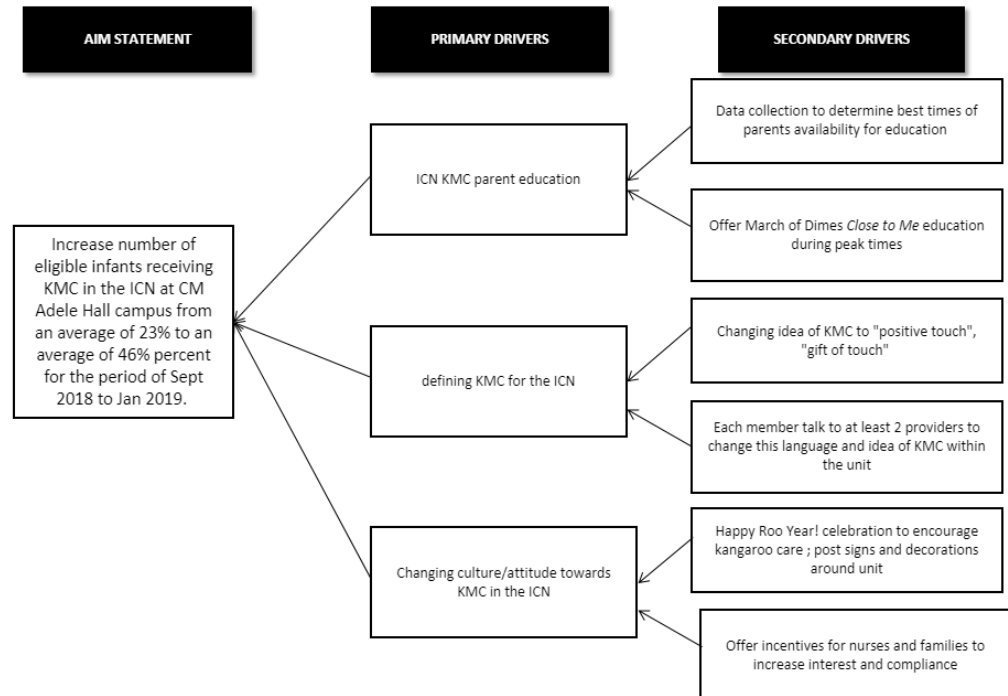 AIM STATEMENT
PRIMARY DRIVERS
SECONDARY DRIVERS
Increase number of
eligible infants receiving
KMC in the ICN at CM
Adele Hall campus from
an average of 23% to an
average of 46% percent
for the period of Sept
2018 to Jan 2019.
ICN KMC parent education
defining KMC for the ICN
Changing culture/attitude towards
KMC in the ICN
Data collection to determine best times of
parents availability for education
Offer March of Dimes Close to Me education
during peak times
Changing idea of KMC to "positive touch",
"gift of touch"
Each member talk to at least 2 providers to
change this language and idea of KMC within
the unit
Happy Roo Year! celebration to encourage
kangaroo care ; post signs and decorations
around unit
Offer incentives for nurses and families to
increase interest and compliance